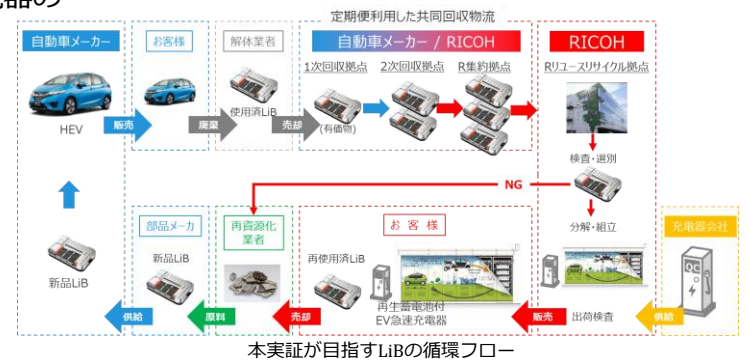 定期便利用した共同回収物流
自動車メーカー
お客様
解体業者
自動車メーカー / RICOH
RICOH
1次回収拠点
2次回収拠点
R集約拠点
Rリユースリサイクル拠点
使用済LiB
(有価物)
HEV
販売
廃棄
売却
検査・選別
NG
部品メーカ
再資源化
業者
お 客 様
分解・組立
充電器会社
新品LiB
新品LiB
再使用済LiB
再生蓄電池付
EV急速充電器
QC
供給
原料
売却
販売
出荷検査
供給
本実証が目指すLiBの循環フロー